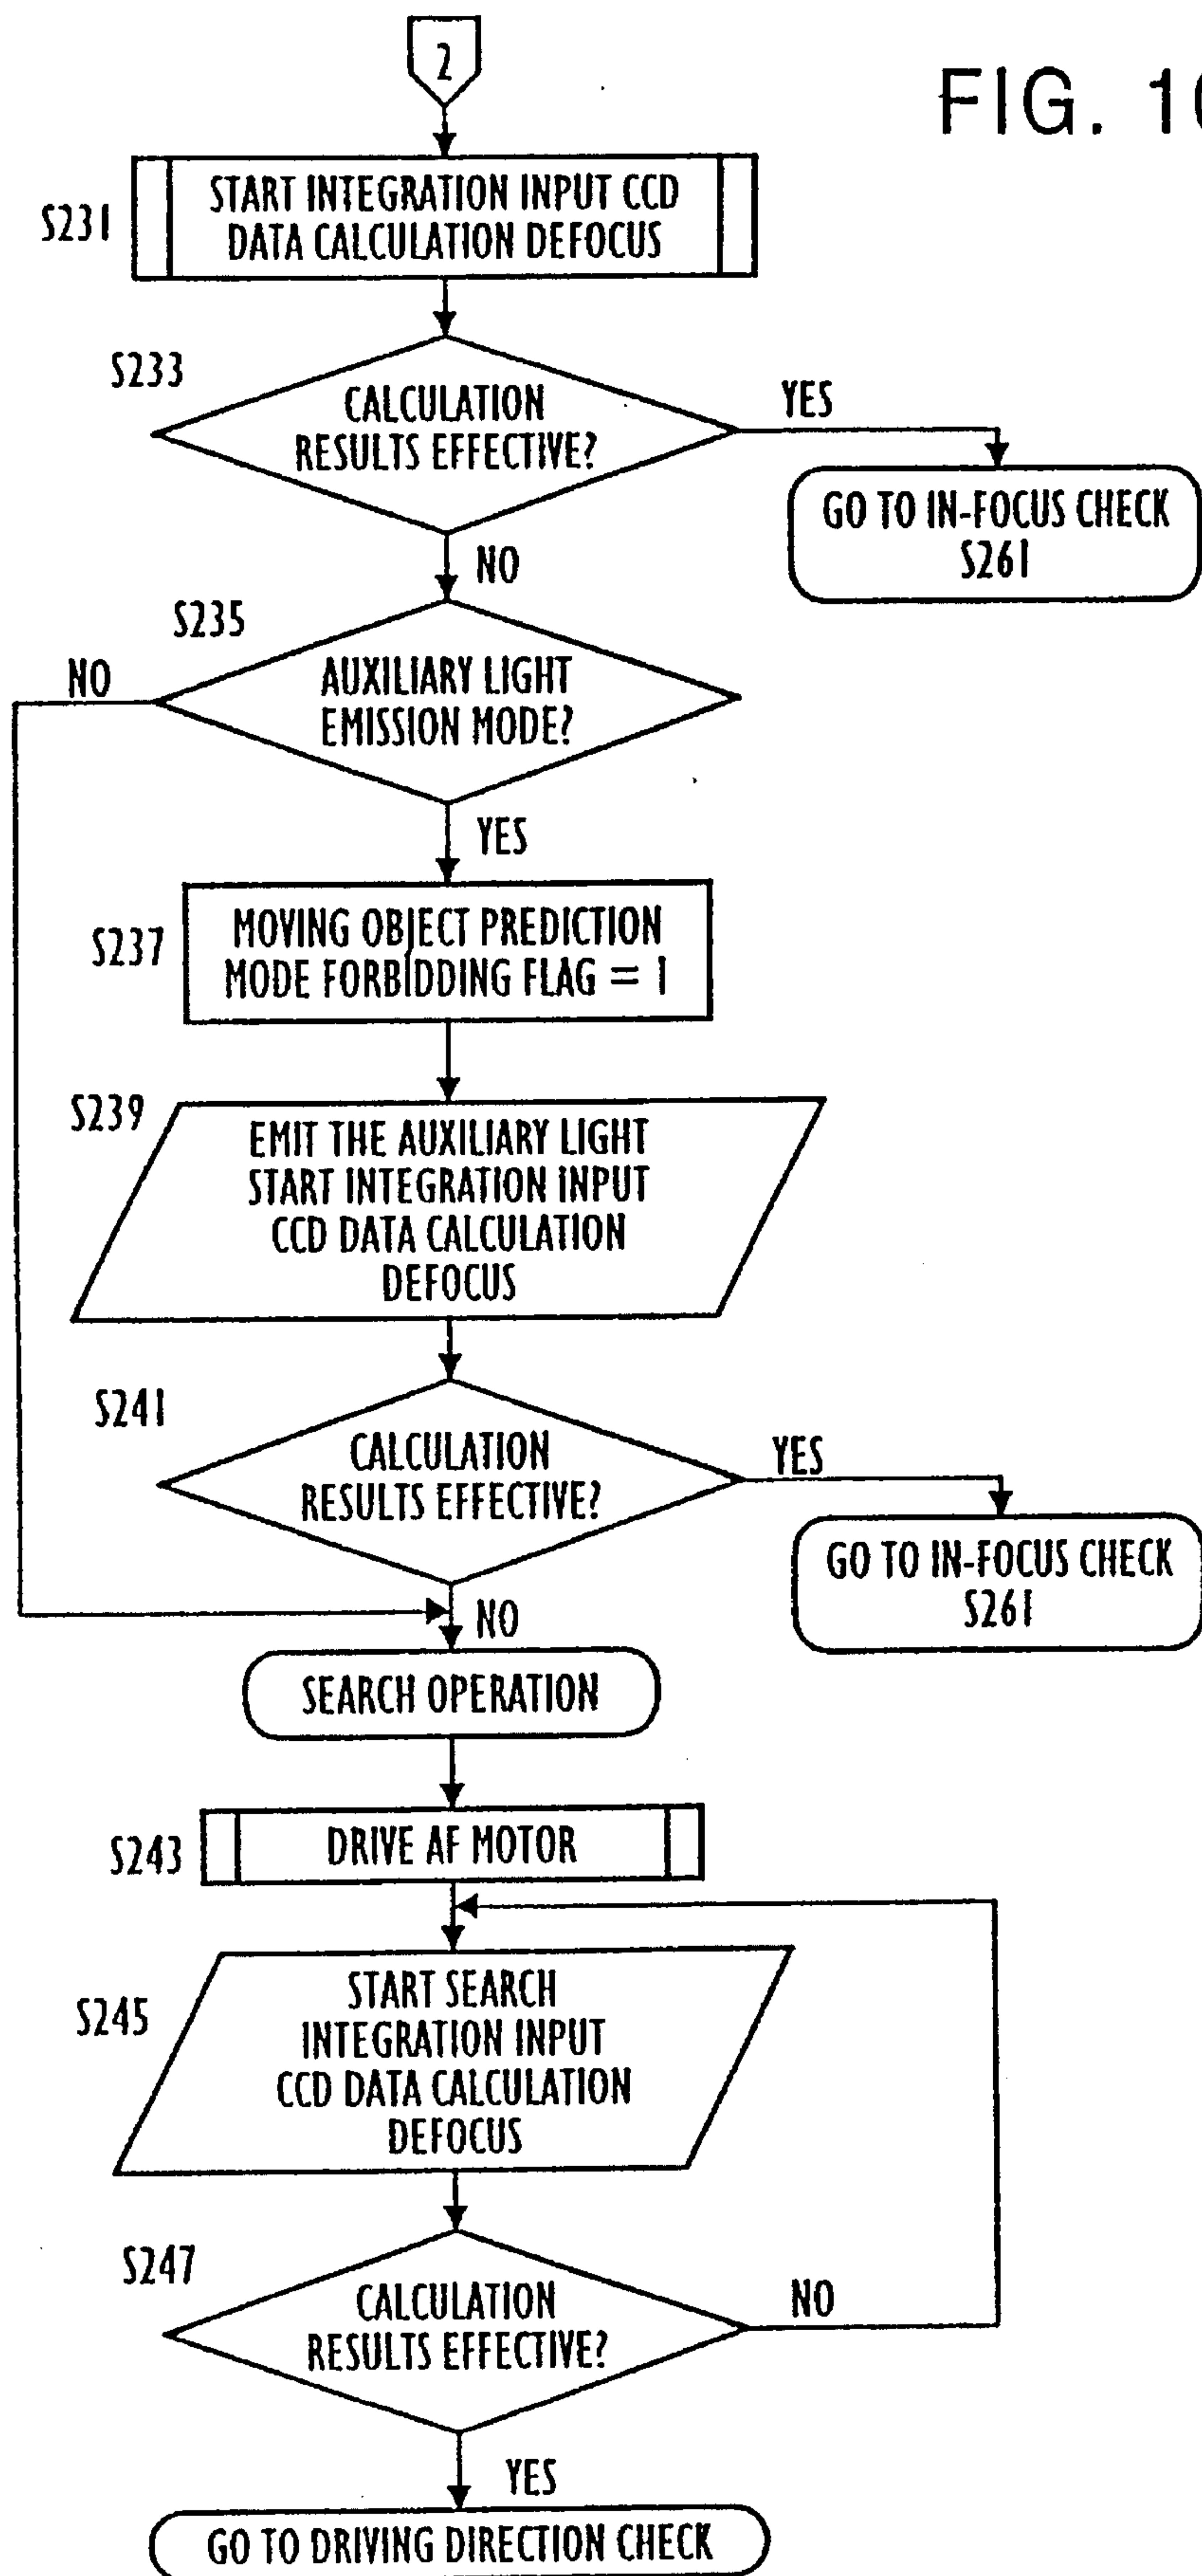 2
FIG. 10
S231
START INTEGRATION INPUT CCD
DATA CALCULATION DEFOCUS
S233
CALCULATION
RESULTS EFFECTIVE?
YES
GO TO IN-FOCUS CHECK
S261
NO
S235
NO
AUXILIARY LIGHT
EMISSION MODE?
YES
S237
MOVING OBJECT PREDICTION
MODE FORBIDDING FLAG = 1
S239
EMIT THE AUXILIARY LIGHT
START INTEGRATION INPUT
CCD DATA CALCULATION
DEFOCUS
S241
CALCULATION
RESULTS EFFECTIVE?
YES
GO TO IN-FOCUS CHECK
S261
NO
SEARCH OPERATION
S243
DRIVE AF MOTOR
S245
START SEARCH
INTEGRATION INPUT
CCD DATA CALCULATION
DEFOCUS
S247
CALCULATION
RESULTS EFFECTIVE?
NO
YES
GO TO DRIVING DIRECTION CHECK